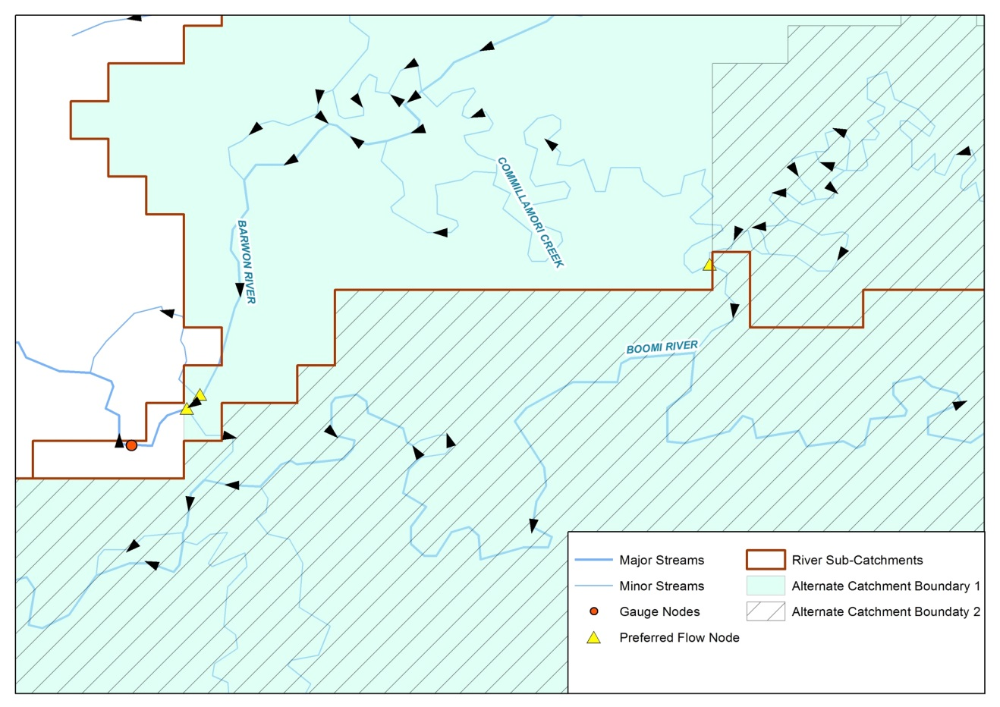 COMMILLAMORI CREEK
BARWON RIVER
BOOMI RIVER
Major Streams
Minor Streams
Gauge Nodes
Preferred Flow Node
River Sub-Catchments
Alternate Catchment Boundary 1
Alternate Catchment Boundaty 2